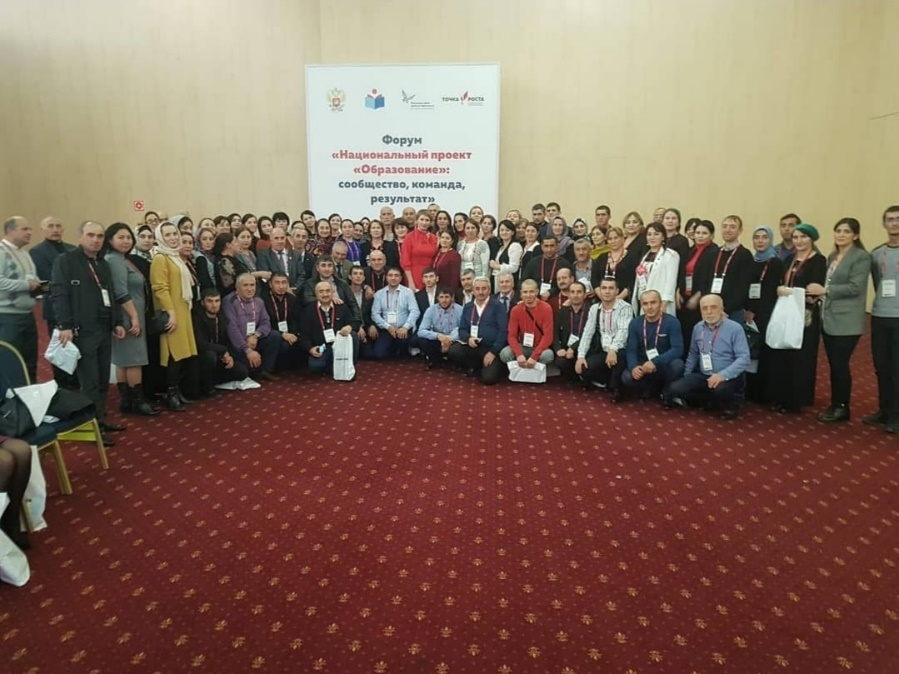 ТОЧКА РОСТА
Форум
«Национальный проект
«Образование»:
сообщество, команда,
результат»